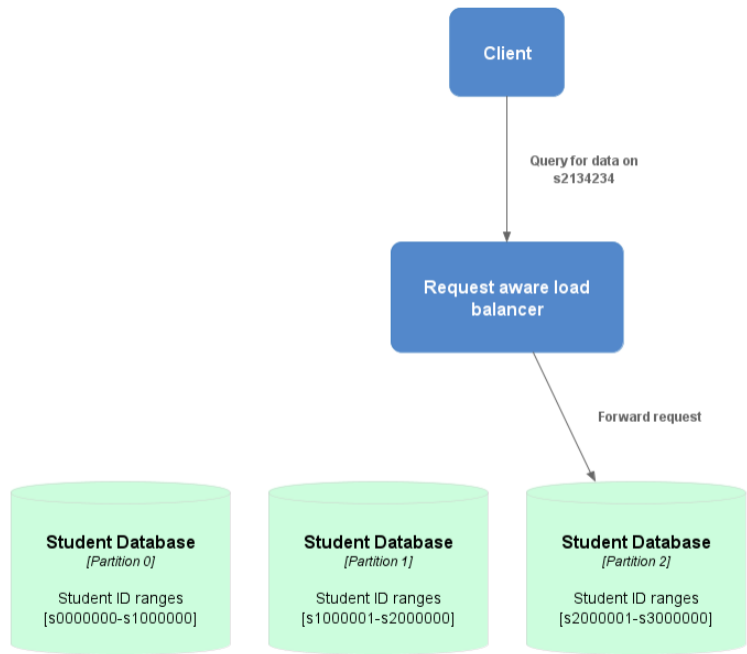 Client
Query for data on
s2134234
Request aware load
balancer
Forward request
Student Database
[Partition 0]
Student ID ranges
[s0000000-s1000000]
Student Database
[Partition 1]
Student ID ranges
[s1000001-s2000000]
Student Database
[Partition 2]
Student ID ranges
[s2000001-s3000000]